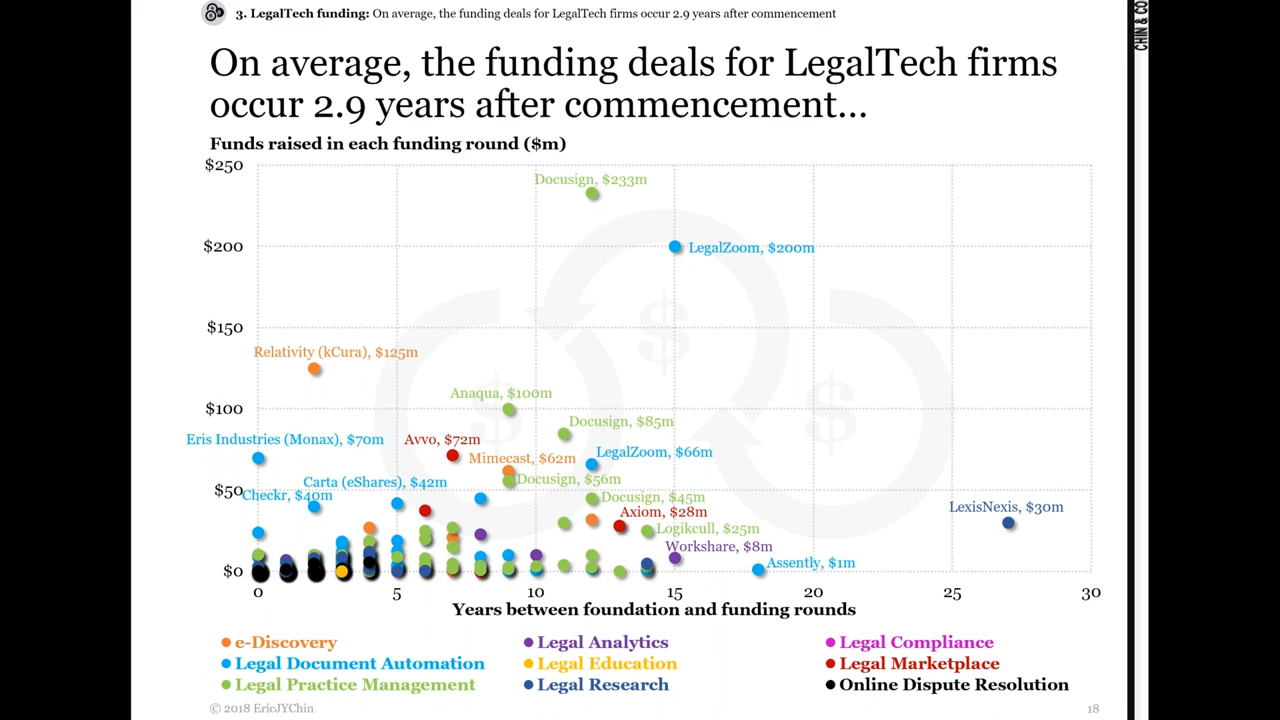 3. LegalTech funding: On average, the funding deals for LegalTech firms occur 2.9 years after commencement
CHIN & CO
On average, the funding deals for LegalTech firms
occur 2.9 years after commencement...
Funds raised in each funding round ($m)
$250
Docusign, $233m
$200
LegalZoom, $200m
$150
Relativity (kCura), $125m
$100
Anaqua, $100m
Docusign, $85m
Eris Industries (Monax), $70m
Avvo, $72m
LegalZoom, $66m
Mimecast, $62m
Docusign, $56m
Carta (eShares), $42m
$50
Checkr, $40m
Docusign, $45m
Axiom, $28m
LexisNexis, $30m
Logikcull, $25m
Workshare, $8m
Assently, $1m
$0
0 5 10 15 20 25 30
Years between foundation and funding rounds
e-Discovery
Legal Analytics
Legal Compliance
Legal Document Automation
Legal Education
Legal Marketplace
Legal Practice Management
Legal Research
Online Dispute Resolution
© 2018 EricJYChin
18
$ $ $